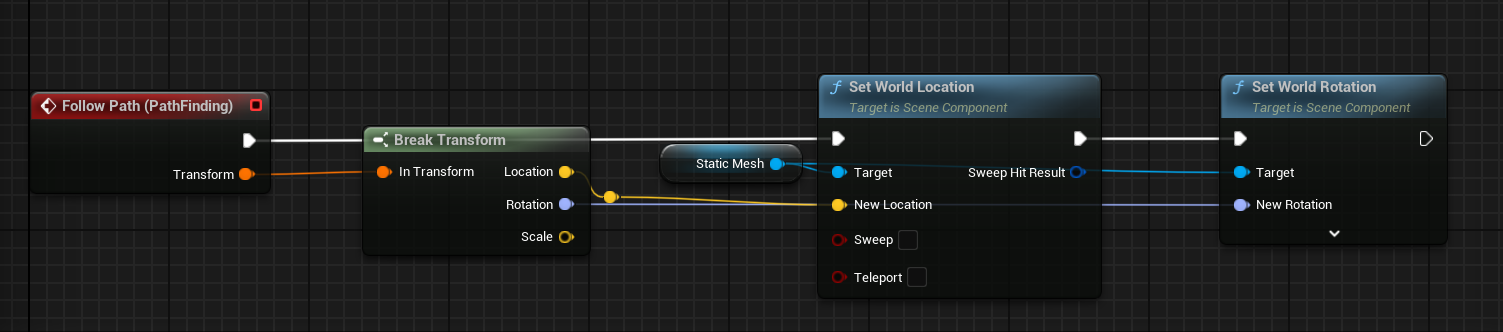 Follow Path (PathFinding)
Transform
Break Transform
In Transform
Location
Rotation
Scale
Static Mesh
Set World Location
Target is Scene Component
Target
Sweep Hit Result
New Location
Sweep
Teleport
Set World Rotation
Target is Scene Component
Target
New Rotation